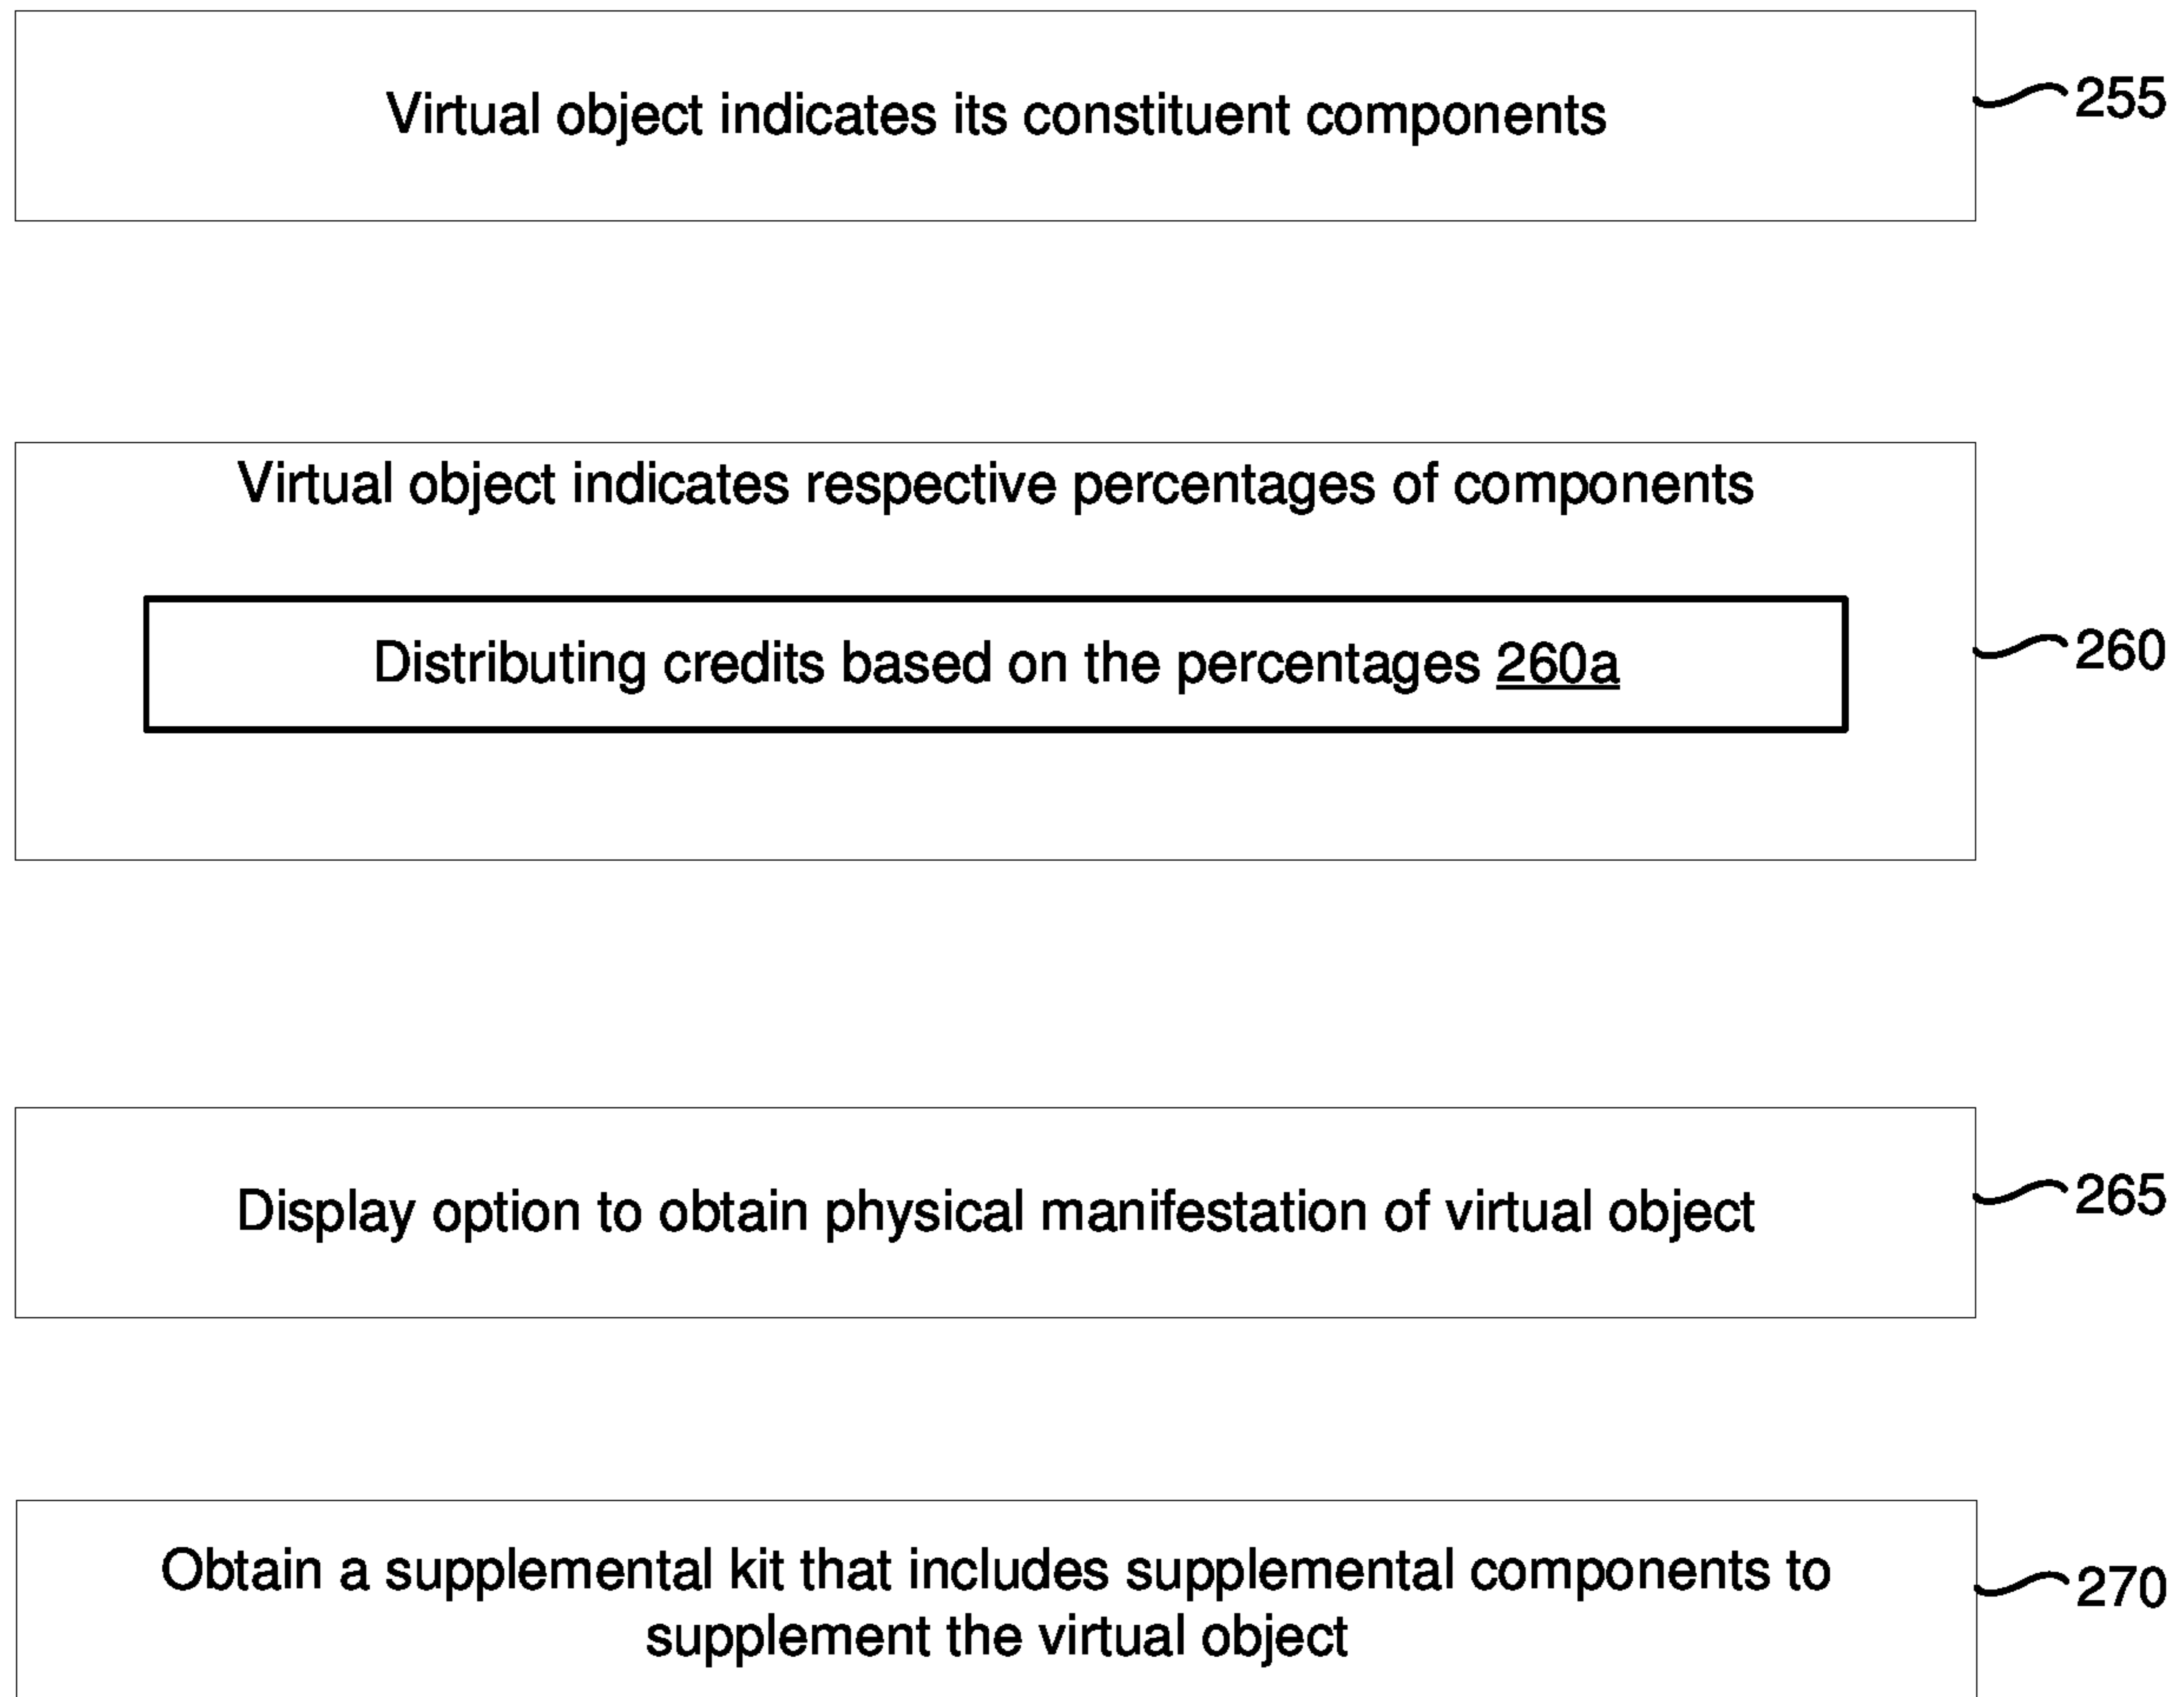 Virtual object indicates its constituent components
255
Virtual object indicates respective percentages of components
Distributing credits based on the percentages 260a
260
Display option to obtain physical manifestation of virtual object
265
Obtain a supplemental kit that includes supplemental components to
supplement the virtual object
270